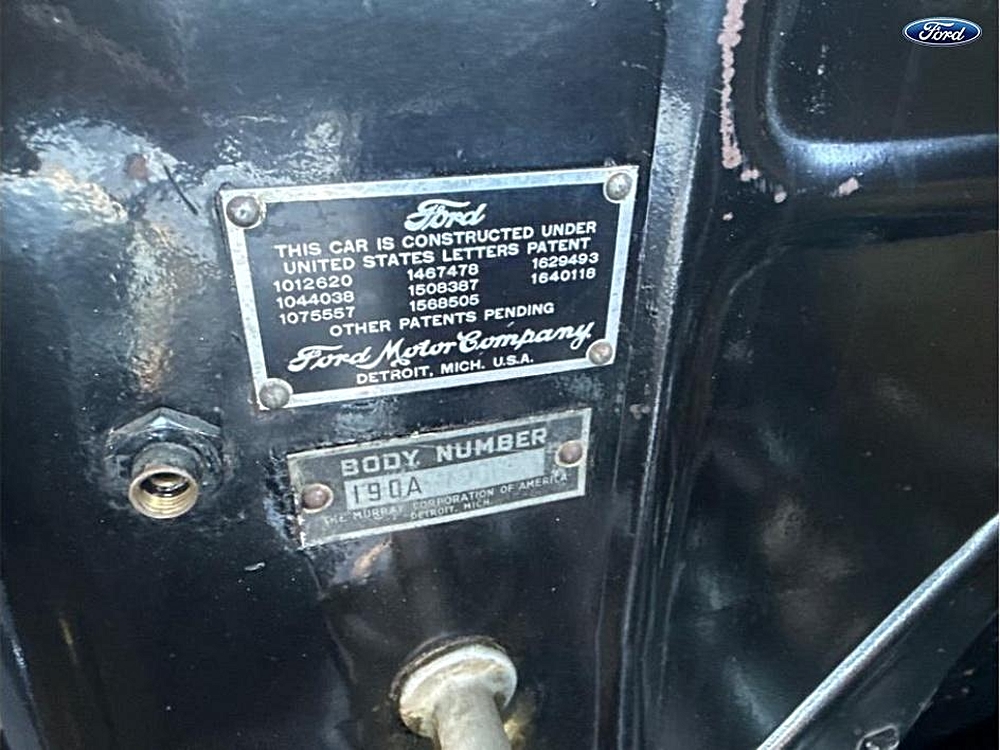 Ford
Ford
THIS CAR IS CONSTRUCTED UNDER
UNITED STATES LETTERS PATENT
1012620 1467478 1629493
1044038 1508387 1640118
1075557 1568505
OTHER PATENTS PENDING
Ford Motor Company
DETROIT, MICH. U.S.A.
BODY NUMBER
190A
THE MURRAY CORPORATION OF AMERICA
DETROIT, MICH.